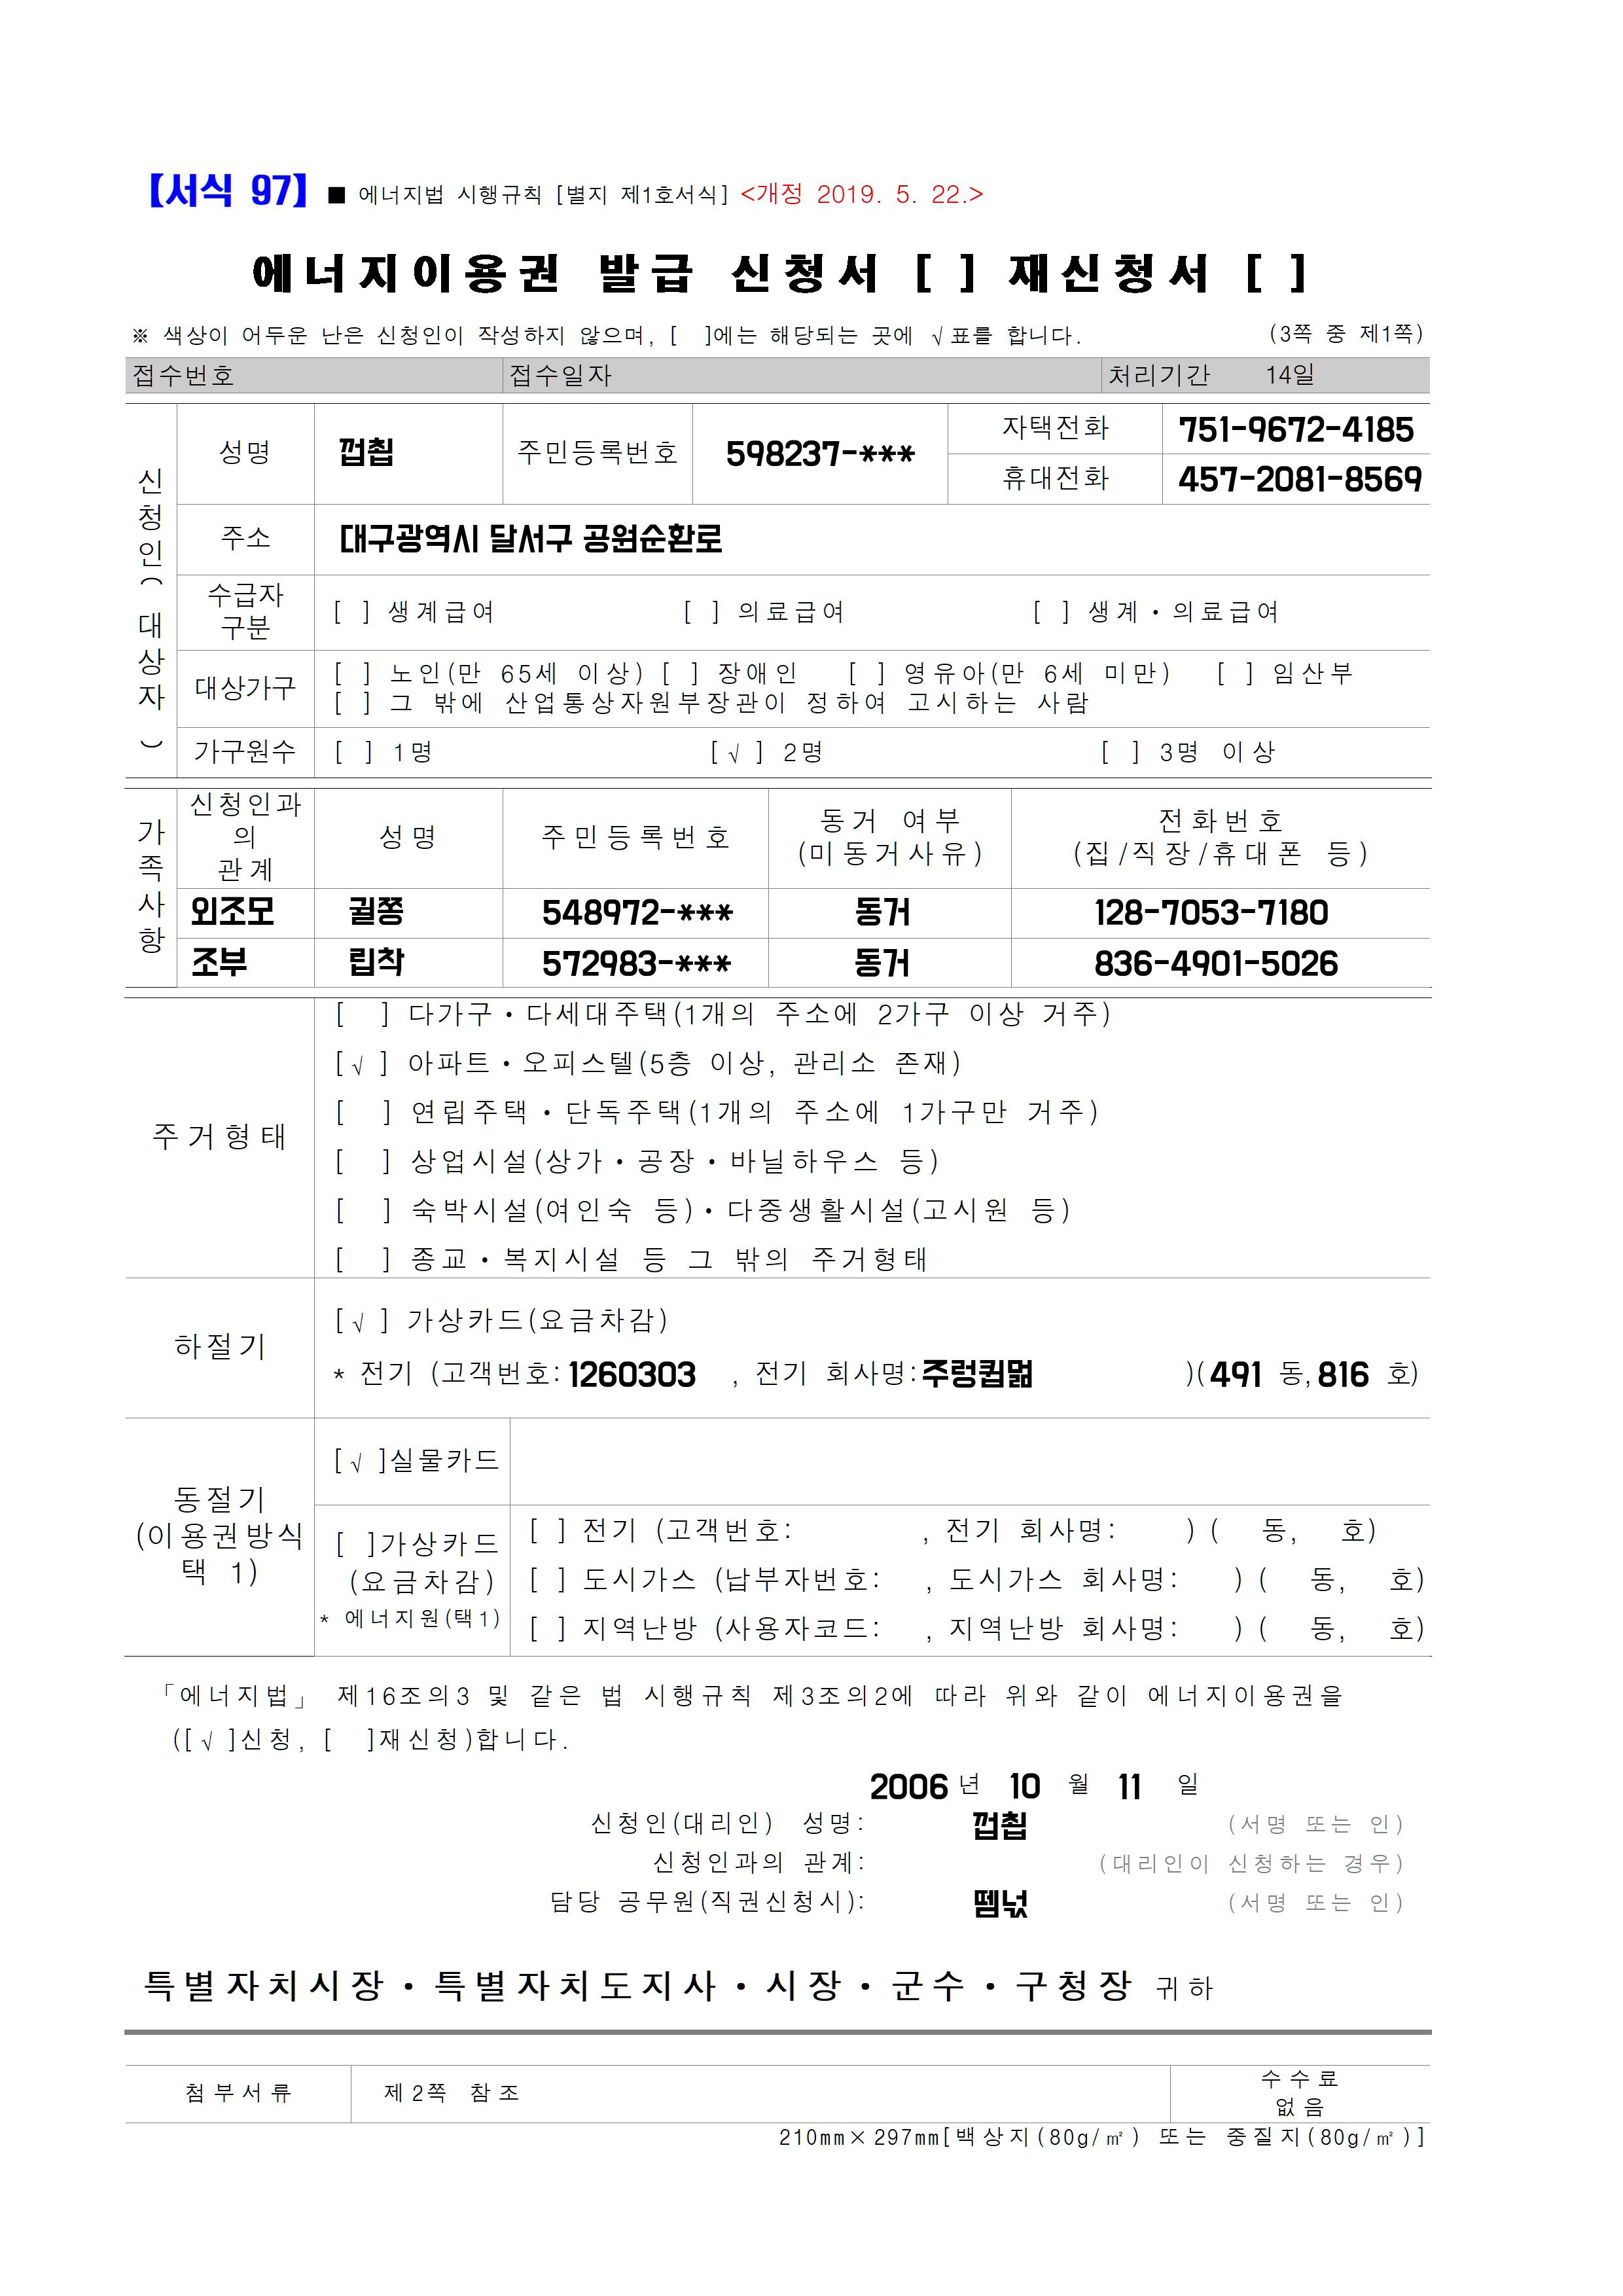 【서식 97】 ■ 에너지법 시행규칙 [별지 제1호서식] <개정 2019. 5. 22.>
에너지이용권 발급 신청서 [ ] 재신청서 [ ]
※ 색상이 어두운 난은 신청인이 작성하지 않으며, [ ]에는 해당되는 곳에 √표를 합니다. (3쪽 중 제1쪽)
접수번호 접수일자 처리기간 14일
신청인(대상자)
성명 껍칩 주민등록번호 598237-*** 자택전화 751-9672-4185
휴대전화 457-2081-8569
주소 대구광역시 달서구 공원순환로
수급자 구분 [ ] 생계급여 [ ] 의료급여 [ ] 생계·의료급여
대상가구 [ ] 노인(만 65세 이상) [ ] 장애인 [ ] 영유아(만 6세 미만) [ ] 임산부
[ ] 그 밖에 산업통상자원부장관이 정하여 고시하는 사람
가구원수 [ ] 1명 [√] 2명 [ ] 3명 이상
가족사항
신청인과의 관계 성명 주민등록번호 동거 여부 (미동거사유) 전화번호 (집/직장/휴대폰 등)
외조모 귈쫑 548972-*** 동거 128-7053-7180
조부 립착 572983-*** 동거 836-4901-5026
주거형태
[ ] 다가구·다세대주택(1개의 주소에 2가구 이상 거주)
[√] 아파트·오피스텔(5층 이상, 관리소 존재)
[ ] 연립주택·단독주택(1개의 주소에 1가구만 거주)
[ ] 상업시설(상가·공장·바닐하우스 등)
[ ] 숙박시설(여인숙 등)·다중생활시설(고시원 등)
[ ] 종교·복지시설 등 그 밖의 주거형태
하절기
[√] 가상카드(요금차감)
* 전기 (고객번호: 1260303 , 전기 회사명: 주렁큅멂 )( 491 동, 816 호)
동절기 (이용권방식 택 1)
[√]실물카드
[ ]가상카드 (요금차감) * 에너지원(택1)
[ ] 전기 (고객번호: , 전기 회사명: ) ( 동, 호)
[ ] 도시가스 (납부자번호: , 도시가스 회사명: ) ( 동, 호)
[ ] 지역난방 (사용자코드: , 지역난방 회사명: ) ( 동, 호)
「에너지법」 제16조의3 및 같은 법 시행규칙 제3조의2에 따라 위와 같이 에너지이용권을
([√]신청, [ ]재신청)합니다.
2006 년 10 월 11 일
신청인(대리인) 성명: 껍칩 (서명 또는 인)
신청인과의 관계: (대리인이 신청하는 경우)
담당 공무원(직권신청시): 뗌넋 (서명 또는 인)
특별자치시장·특별자치도지사·시장·군수·구청장 귀하
첨부서류 제2쪽 참조 수수료 없음
210mm×297mm[백상지(80g/㎡) 또는 중질지(80g/㎡)]